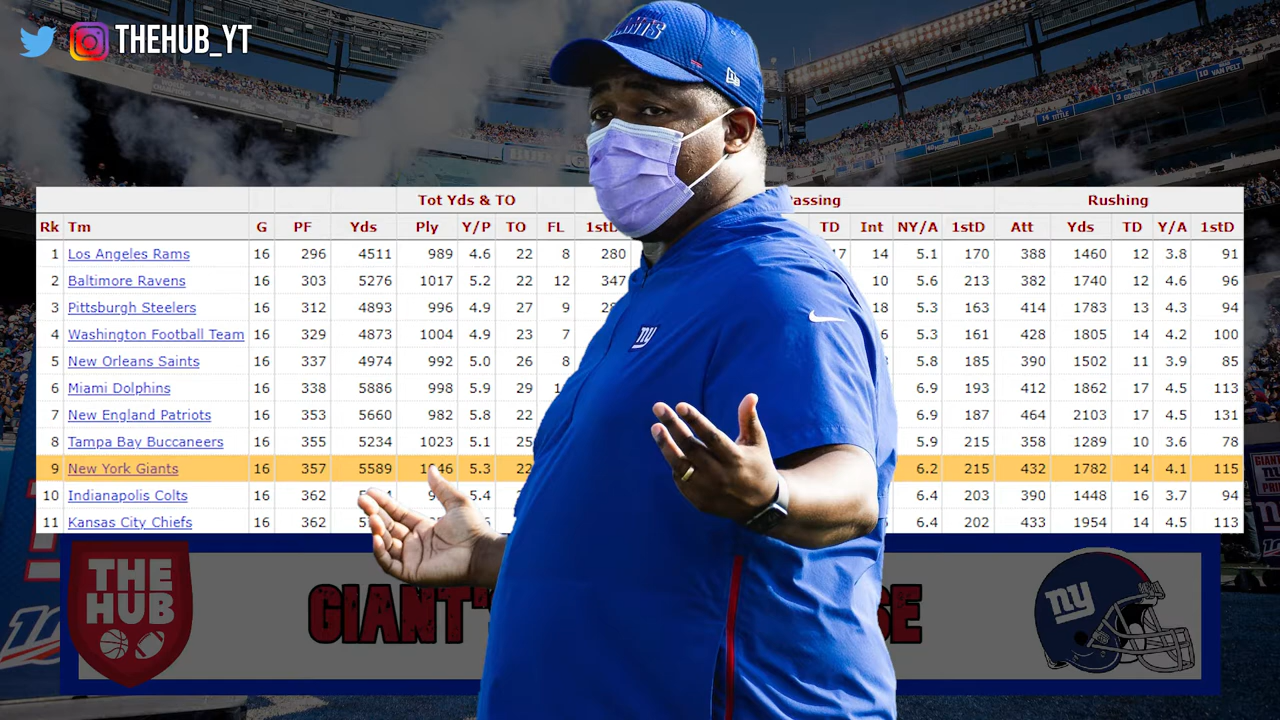 THEHUB_YT
Tot Yds & TO Passing Rushing
Rk Tm G PF Yds Ply Y/P TO FL 1stD TD Int NY/A 1stD Att Yds TD Y/A 1stD
1 Los Angeles Rams 16 296 4511 989 4.6 22 8 280 14 5.1 170 388 1460 12 3.8 91
2 Baltimore Ravens 16 303 5276 1017 5.2 22 12 347 10 5.6 213 382 1740 12 4.6 96
3 Pittsburgh Steelers 16 312 4893 996 4.9 27 9 18 5.3 163 414 1783 13 4.3 94
4 Washington Football Team 16 329 4873 1004 4.9 23 7 5.3 161 428 1805 14 4.2 100
5 New Orleans Saints 16 337 4974 992 5.0 26 8 5.8 185 390 1502 11 3.9 85
6 Miami Dolphins 16 338 5886 998 5.9 29 6.9 193 412 1862 17 4.5 113
7 New England Patriots 16 353 5660 982 5.8 22 6.9 187 464 2103 17 4.5 131
8 Tampa Bay Buccaneers 16 355 5234 1023 5.1 25 5.9 215 358 1289 10 3.6 78
9 New York Giants 16 357 5589 5.3 22 6.2 215 432 1782 14 4.1 115
10 Indianapolis Colts 16 362 5.4 6.4 203 390 1448 16 3.7 94
11 Kansas City Chiefs 16 362 6.4 202 433 1954 14 4.5 113
THE
HUB
GIANT'
SE
ny
ny